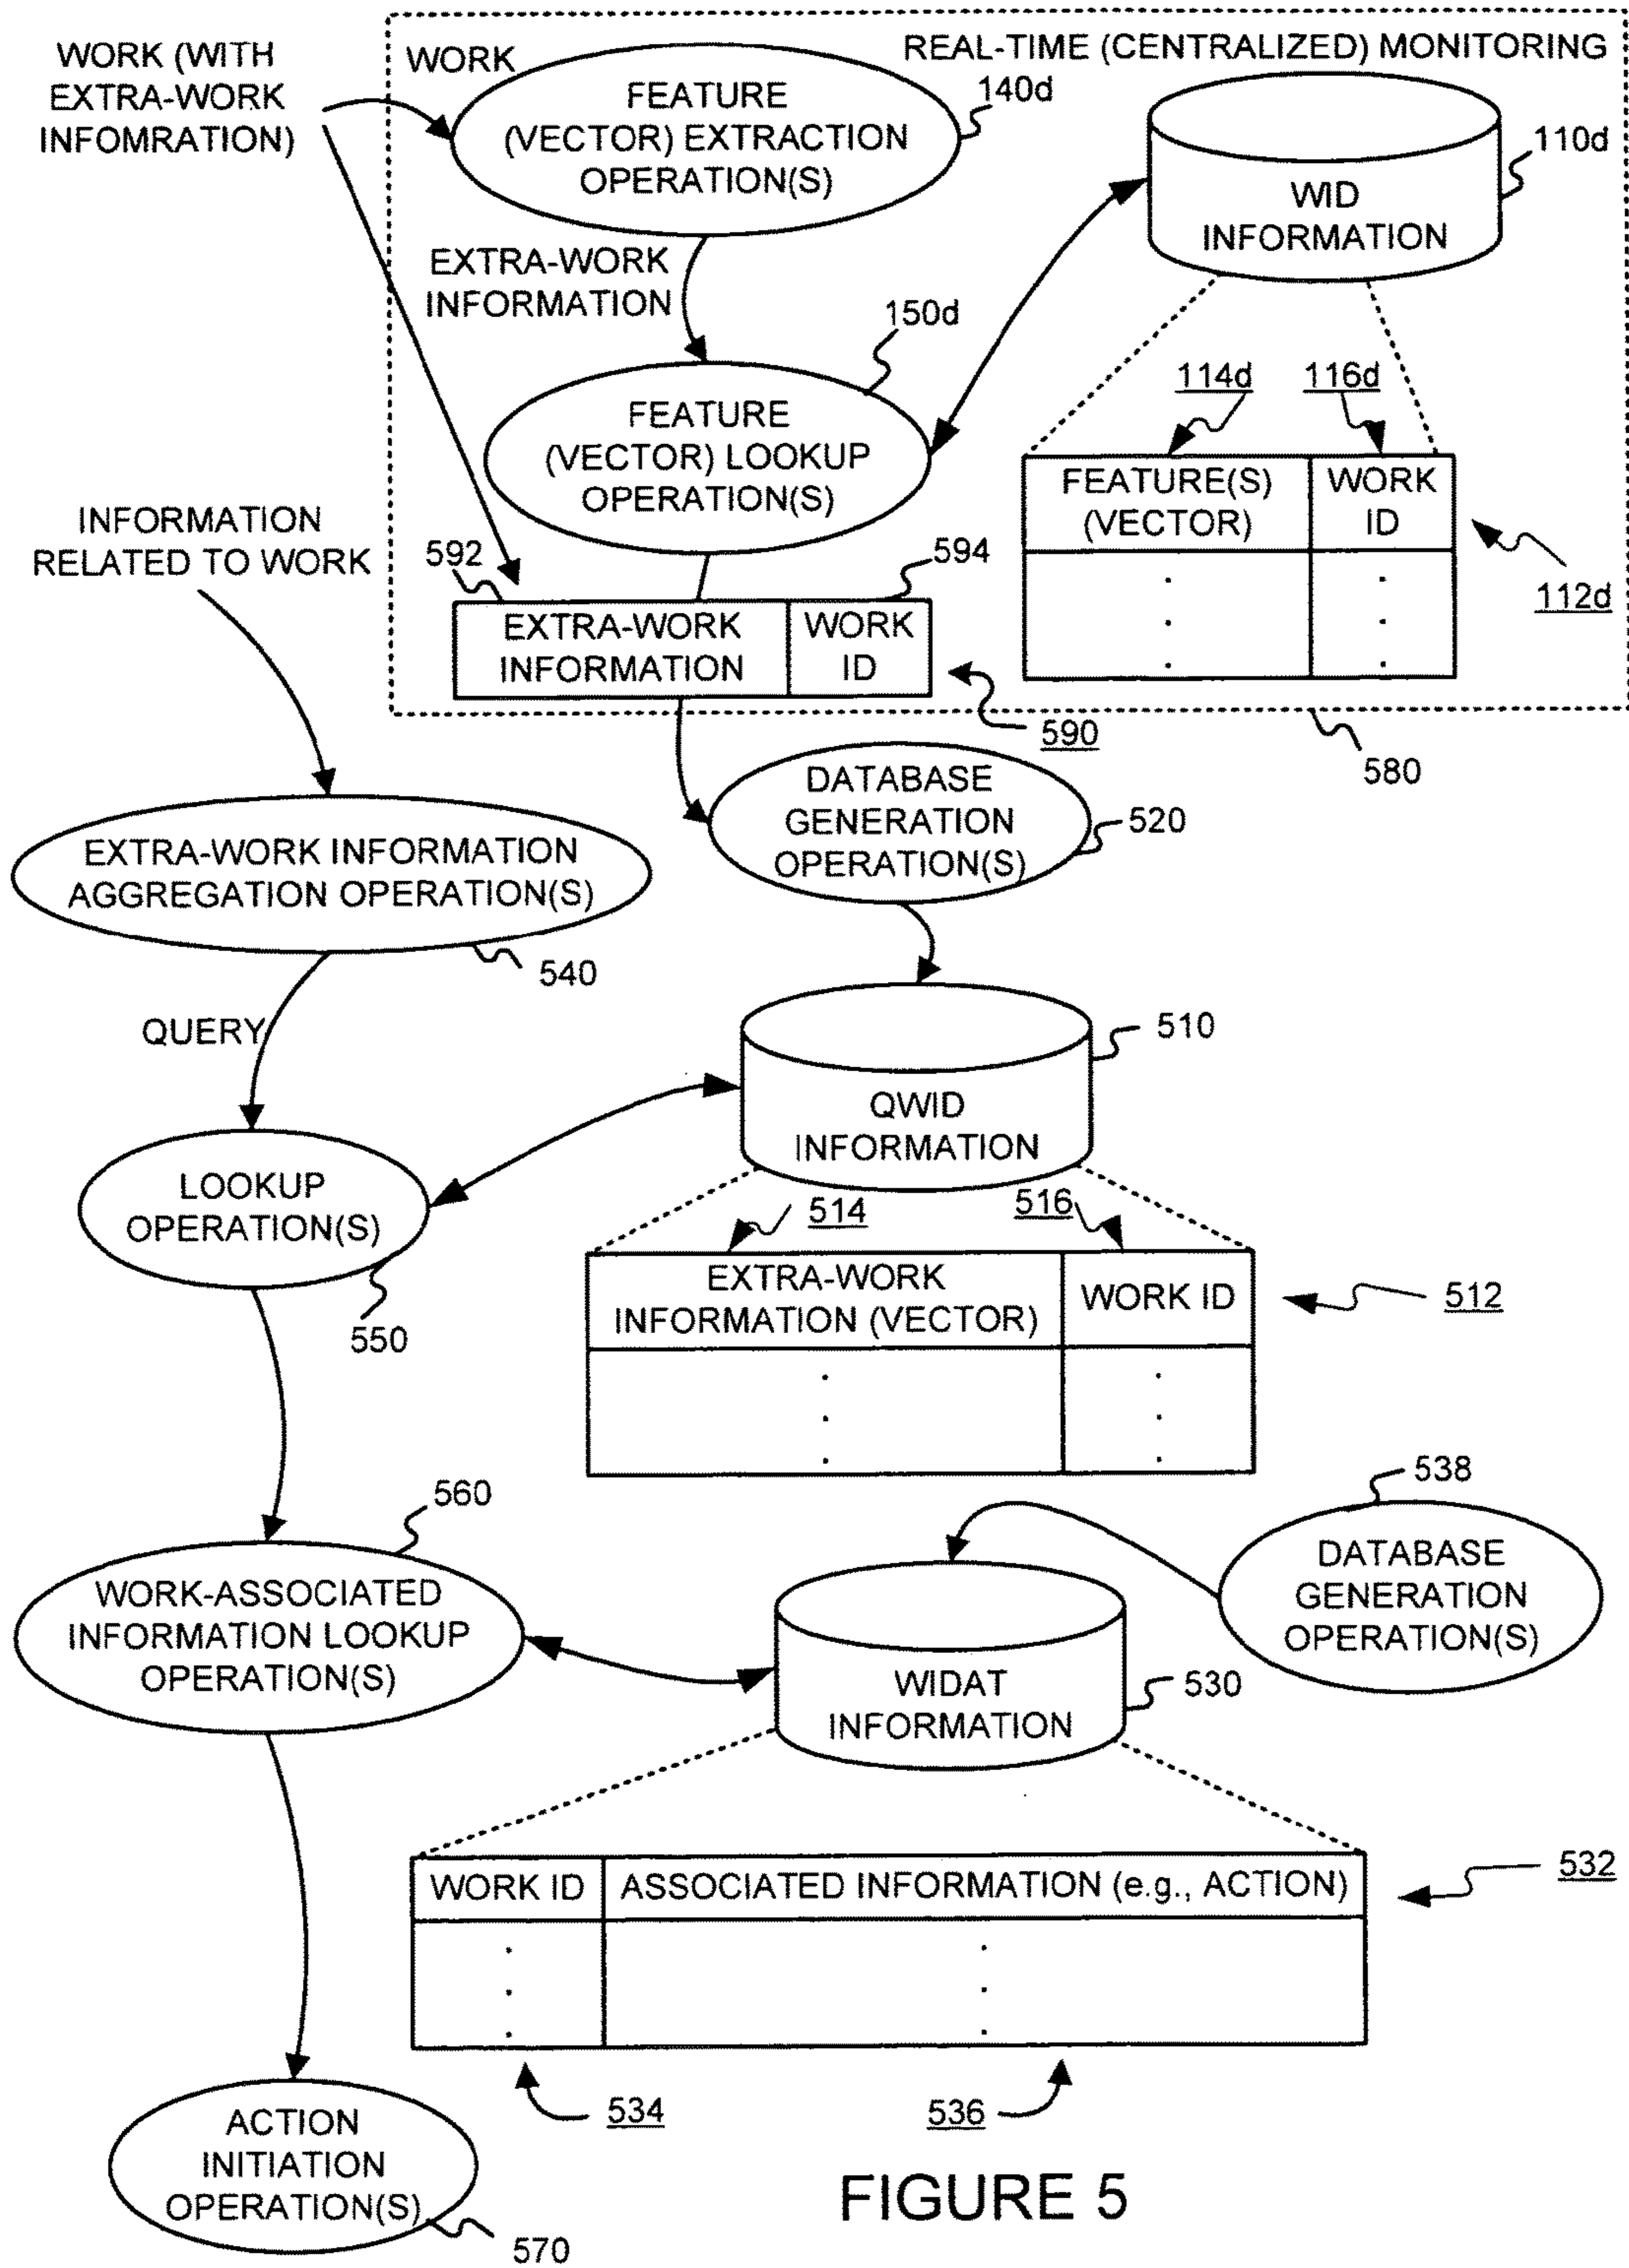 WORK (WITH
EXTRA-WORK
INFOMRATION)
WORK
REAL-TIME (CENTRALIZED) MONITORING
FEATURE
(VECTOR) EXTRACTION
OPERATION(S)
140d
110d
WID
INFORMATION
EXTRA-WORK
INFORMATION
150d
FEATURE
(VECTOR) LOOKUP
OPERATION(S)
114d
116d
FEATURE(S)
(VECTOR)
WORK
ID
112d
INFORMATION
RELATED TO WORK
592
594
EXTRA-WORK
INFORMATION
WORK
ID
590
580
DATABASE
GENERATION
OPERATION(S)
520
EXTRA-WORK INFORMATION
AGGREGATION OPERATION(S)
540
QUERY
510
QWID
INFORMATION
LOOKUP
OPERATION(S)
550
514
516
EXTRA-WORK
INFORMATION (VECTOR)
WORK ID
512
538
DATABASE
GENERATION
OPERATION(S)
560
WORK-ASSOCIATED
INFORMATION LOOKUP
OPERATION(S)
WIDAT
INFORMATION
530
WORK ID
ASSOCIATED INFORMATION (e.g., ACTION)
532
534
536
ACTION
INITIATION
OPERATION(S)
570
FIGURE 5